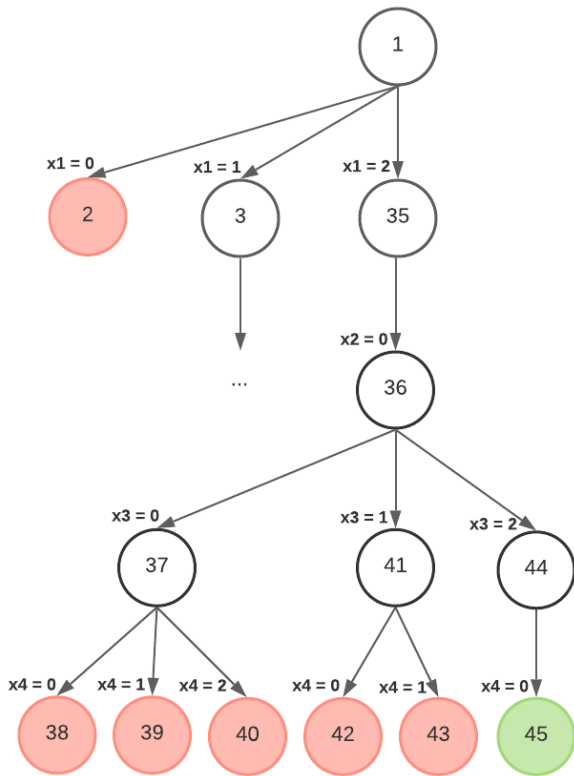 1
x1 = 0
x1 = 1
x1 = 2
2
3
35
x2 = 0
...
36
x3 = 0
x3 = 1
x3 = 2
37
41
44
x4 = 0
x4 = 1
x4 = 2
x4 = 0
x4 = 1
x4 = 0
38
39
40
42
43
45